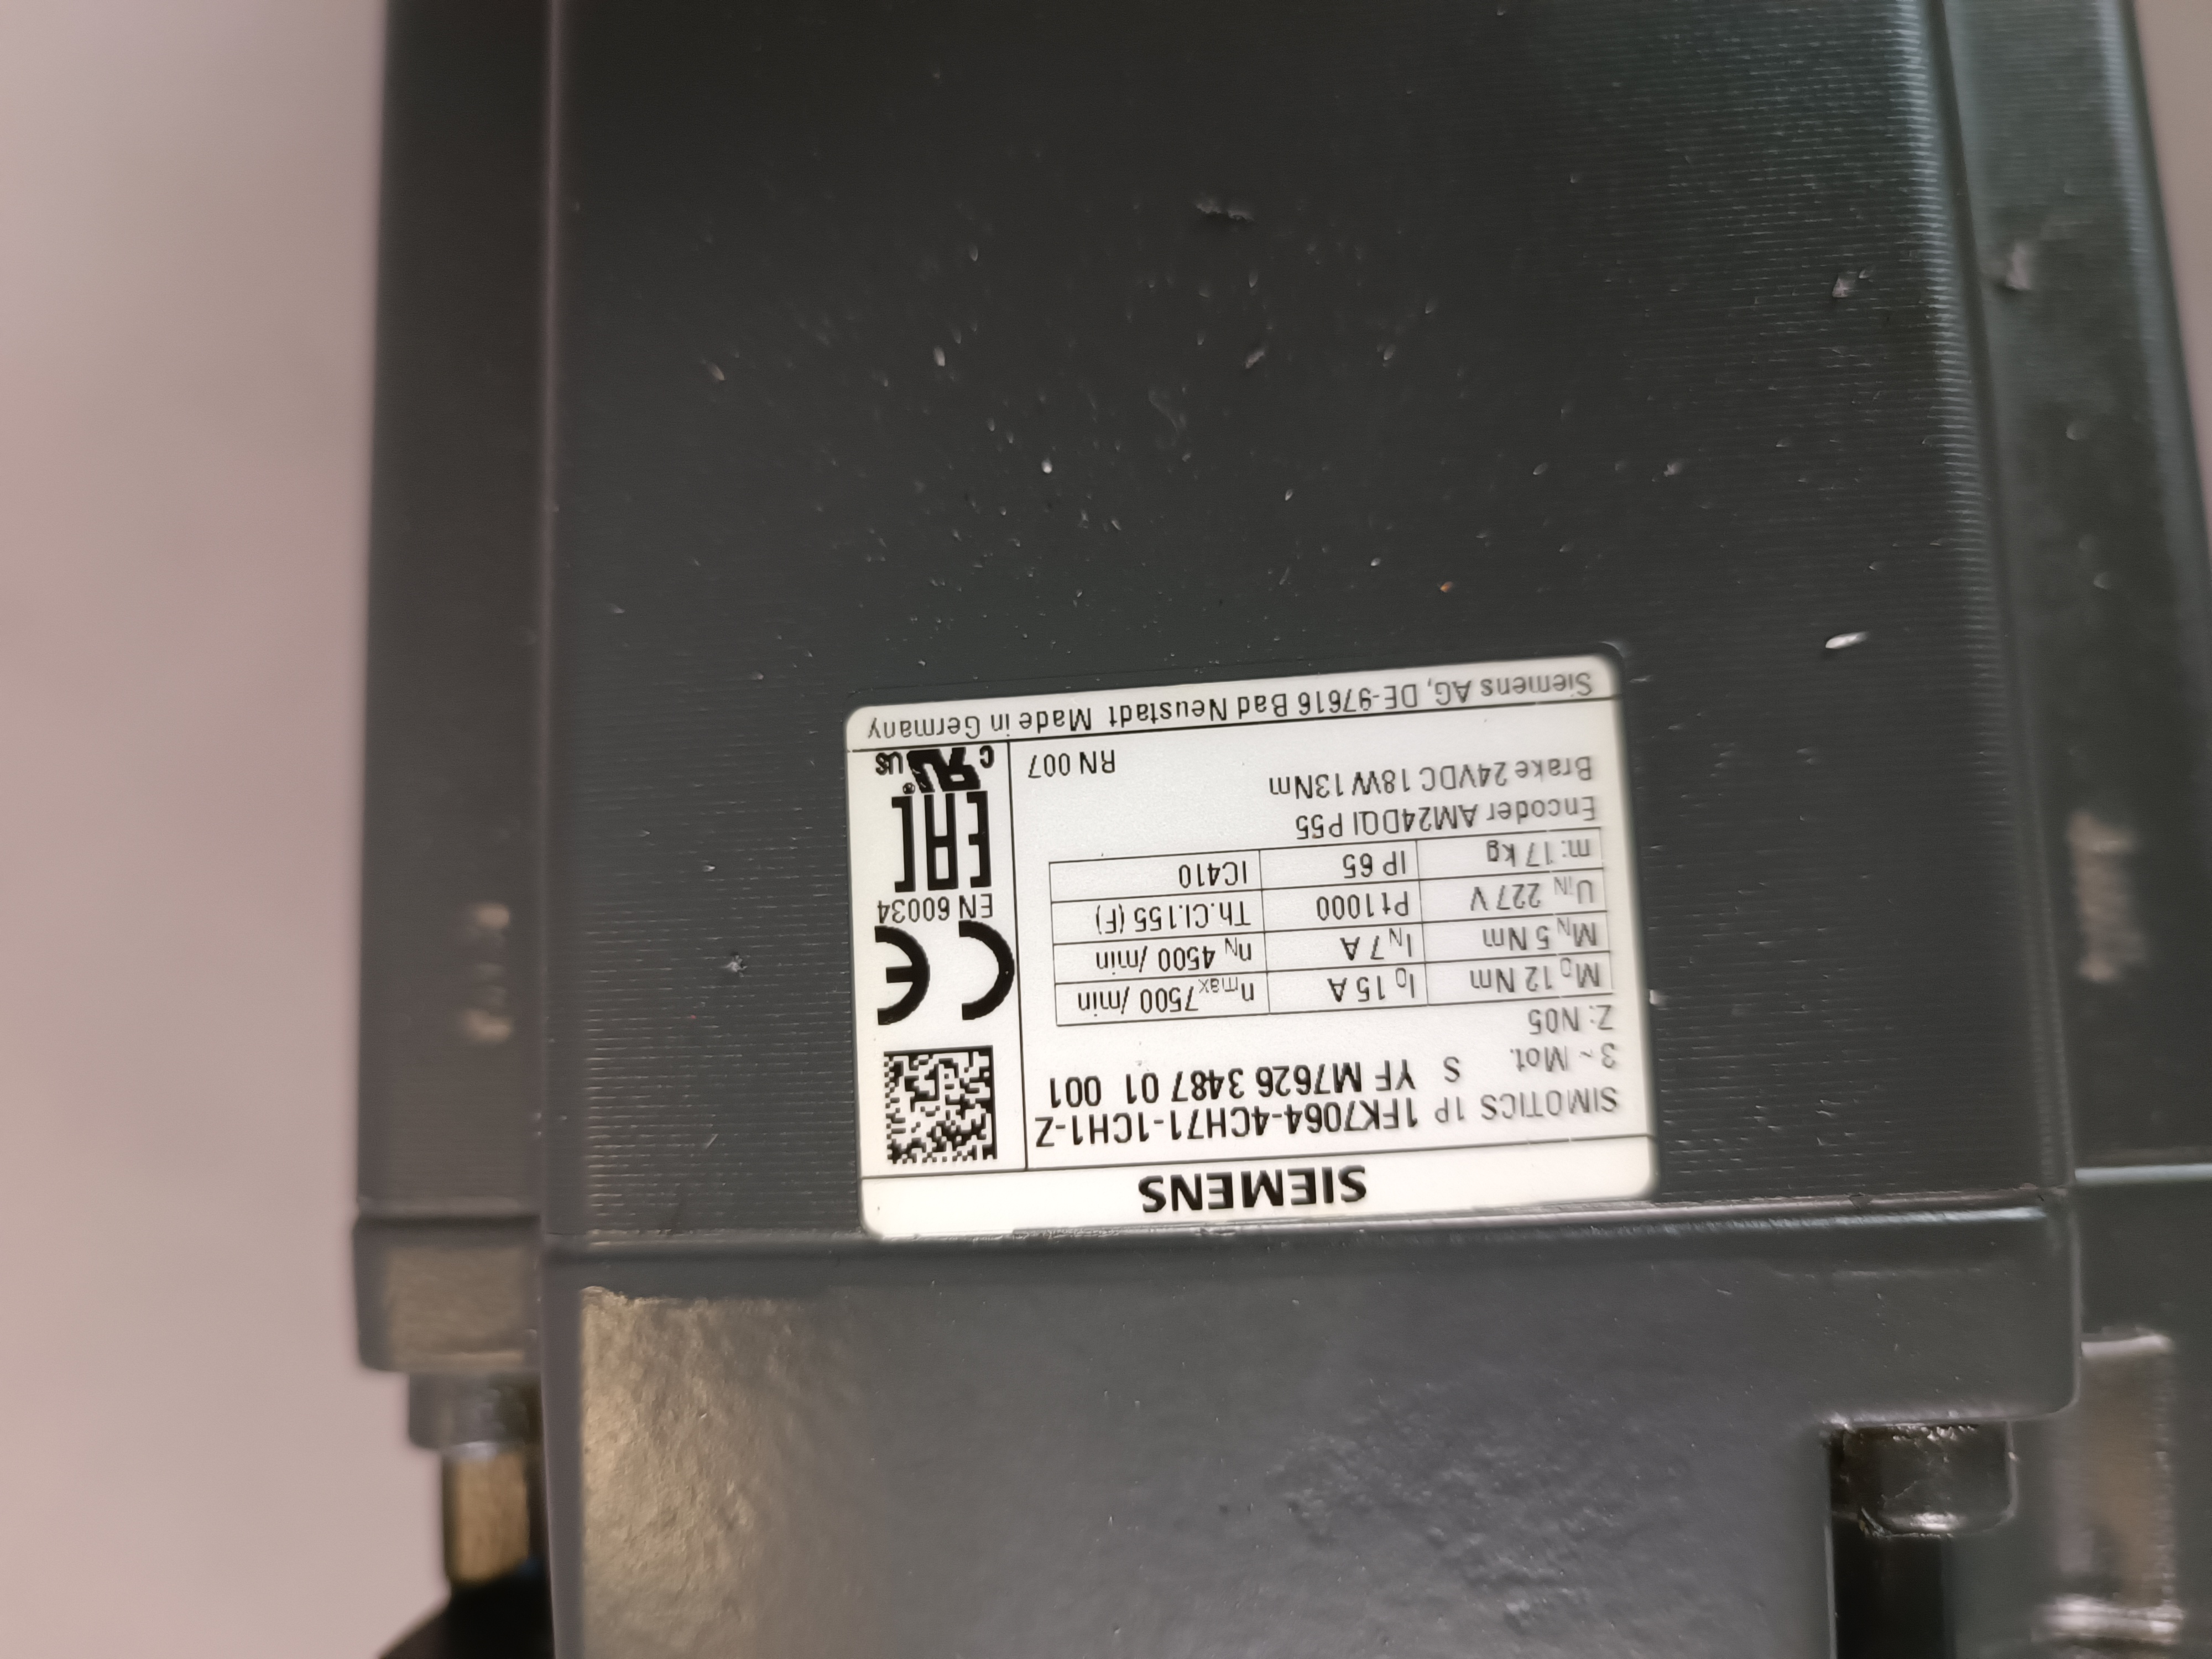 SIEMENS
SIMOTICS 1P 1FK7064-4CH71-1CH1-Z
3 ~ Mot. S YF M7626 3487 01 001
Z: N05
M0 12 Nm I0 15 A nmax 7500 /min
MN 5 Nm IN 7 A nN 4500 /min
UIN 227 V Pt1000 Th.Cl.155 (F)
m: 17 kg IP 65 IC410
Encoder AM24DQI P55
Brake 24VDC 18W 13Nm
RN 007
CE
EN 60034
EAC
c RU ® US
Siemens AG, DE-97616 Bad Neustadt Made in Germany